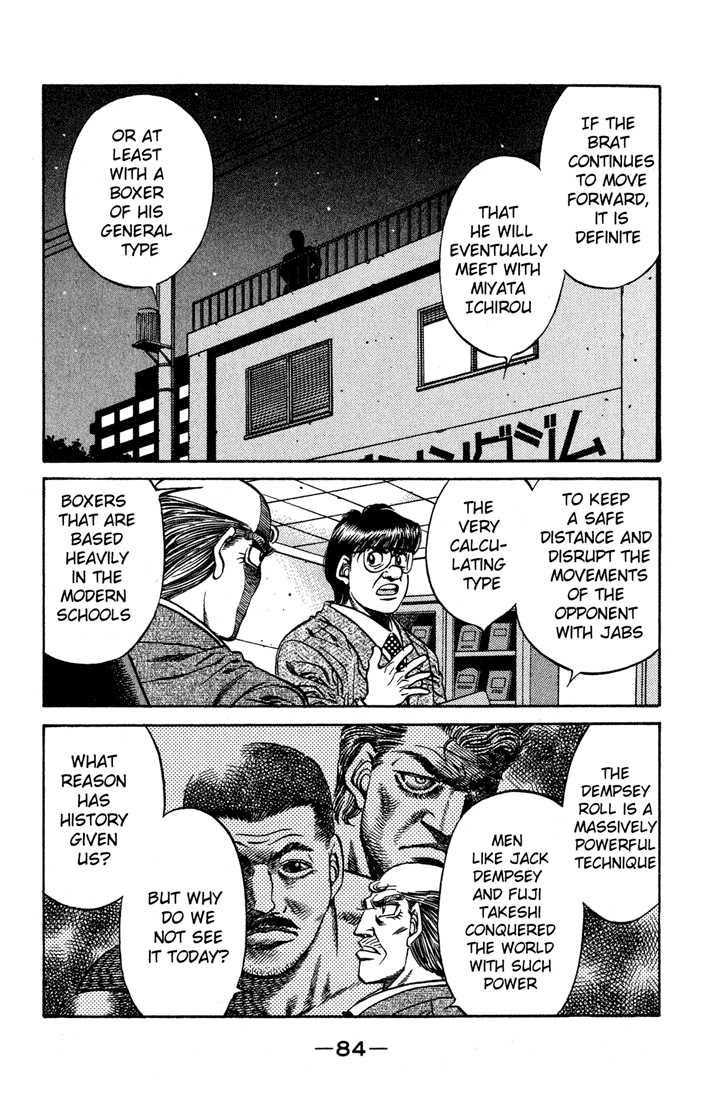 IF THE
BRAT
CONTINUES
TO MOVE
FORWARD,
IT IS
DEFINITE
THAT
HE WILL
EVENTUALLY
MEET WITH
MIYATA
ICHIROU
OR AT
LEAST
WITH A
BOXER
OF HIS
GENERAL
TYPE
ングジム
TO KEEP
A SAFE
DISTANCE AND
DISRUPT THE
MOVEMENTS
OF THE
OPPONENT
WITH JABS
THE
VERY
CALCU-
LATING
TYPE
BOXERS
THAT ARE
BASED
HEAVILY
IN THE
MODERN
SCHOOLS
THE
DEMPSEY
ROLL IS A
MASSIVELY
POWERFUL
TECHNIQUE
MEN
LIKE JACK
DEMPSEY
AND FUJI
TAKESHI
CONQUERED
THE WORLD
WITH SUCH
POWER
BUT WHY
DO WE
NOT SEE
IT TODAY?
WHAT
REASON
HAS
HISTORY
GIVEN
US?
—84—